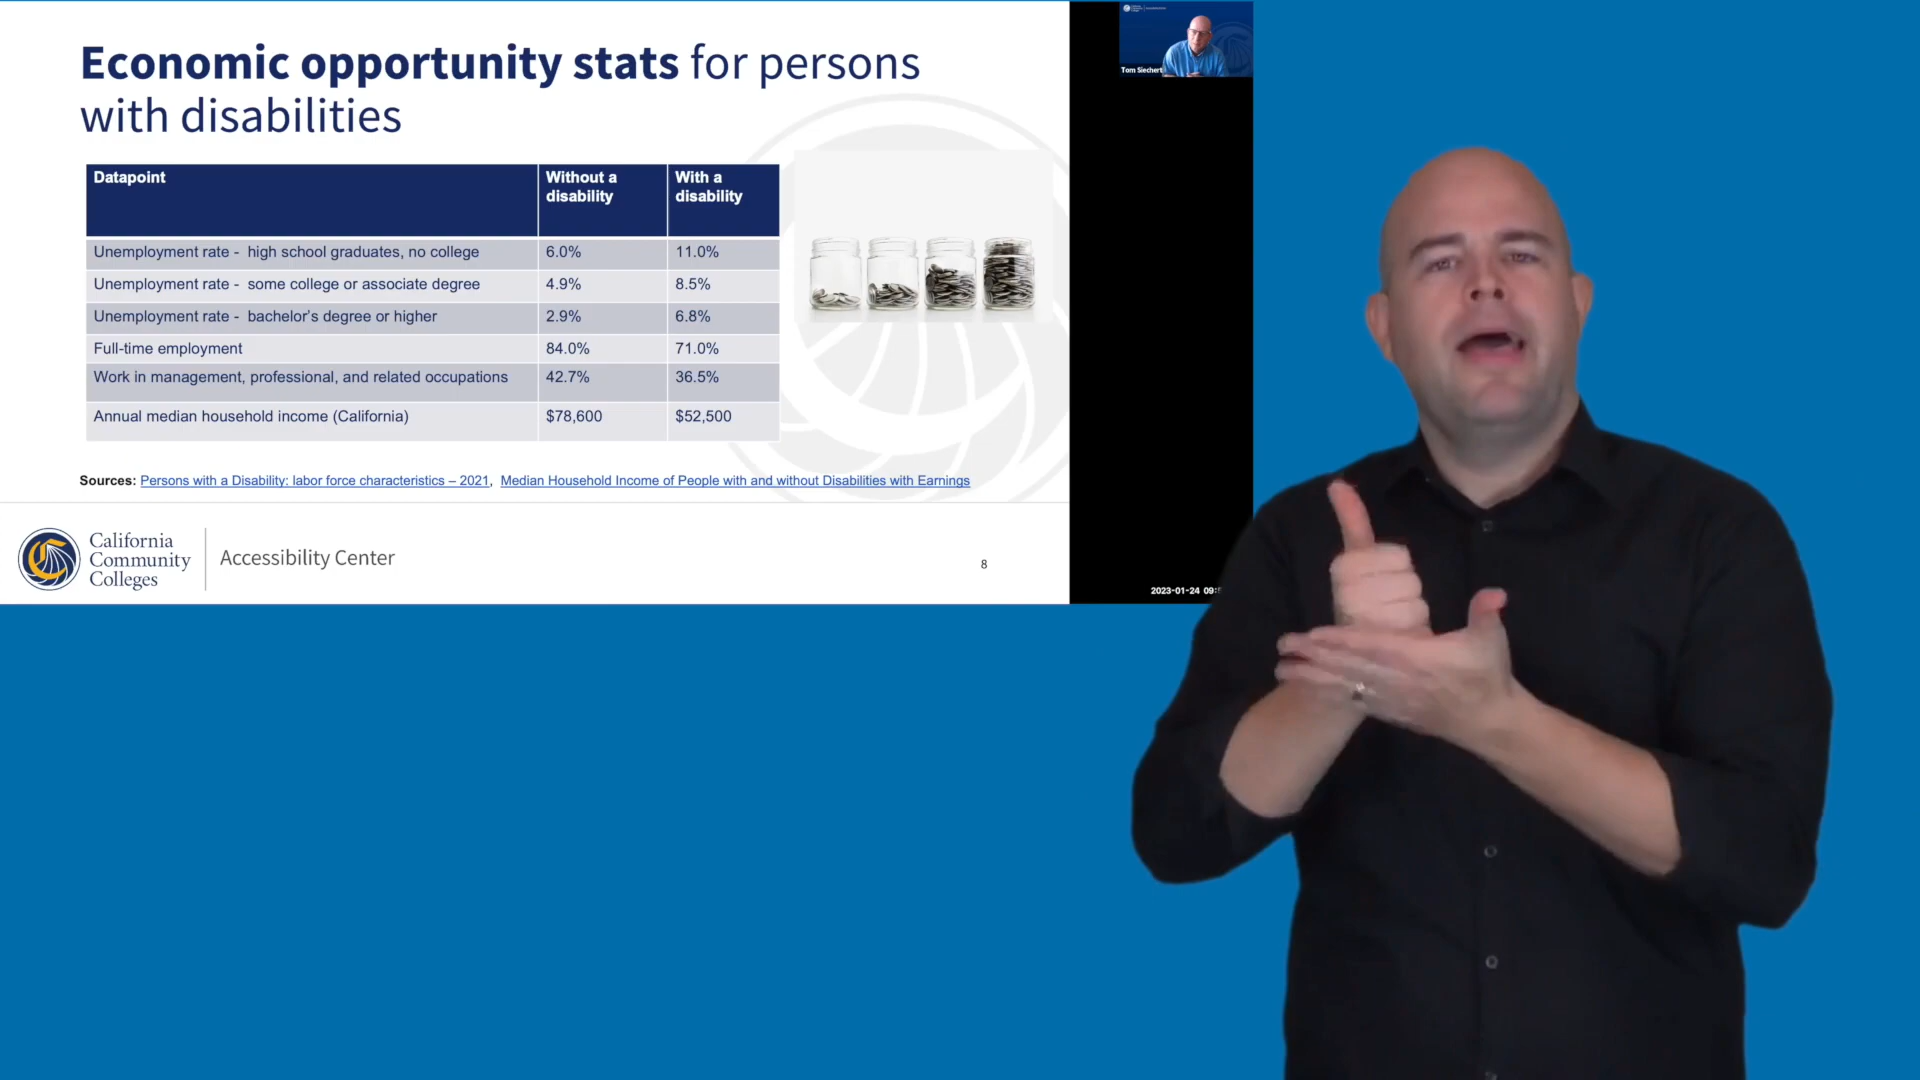 Economic opportunity stats for persons
with disabilities
Datapoint
Without a
disability
With a
disability
Unemployment rate - high school graduates, no college
6.0%
11.0%
Unemployment rate - some college or associate degree
4.9%
8.5%
Unemployment rate - bachelor's degree or higher
2.9%
6.8%
Full-time employment
84.0%
71.0%
Work in management, professional, and related occupations
42.7%
36.5%
Annual median household income (California)
$78,600
$52,500
Sources: Persons with a Disability: labor force characteristics – 2021, Median Household Income of People with and without Disabilities with Earnings
California
Community
Colleges
Accessibility Center
8
Tom Siechert
2023-01-24 09: